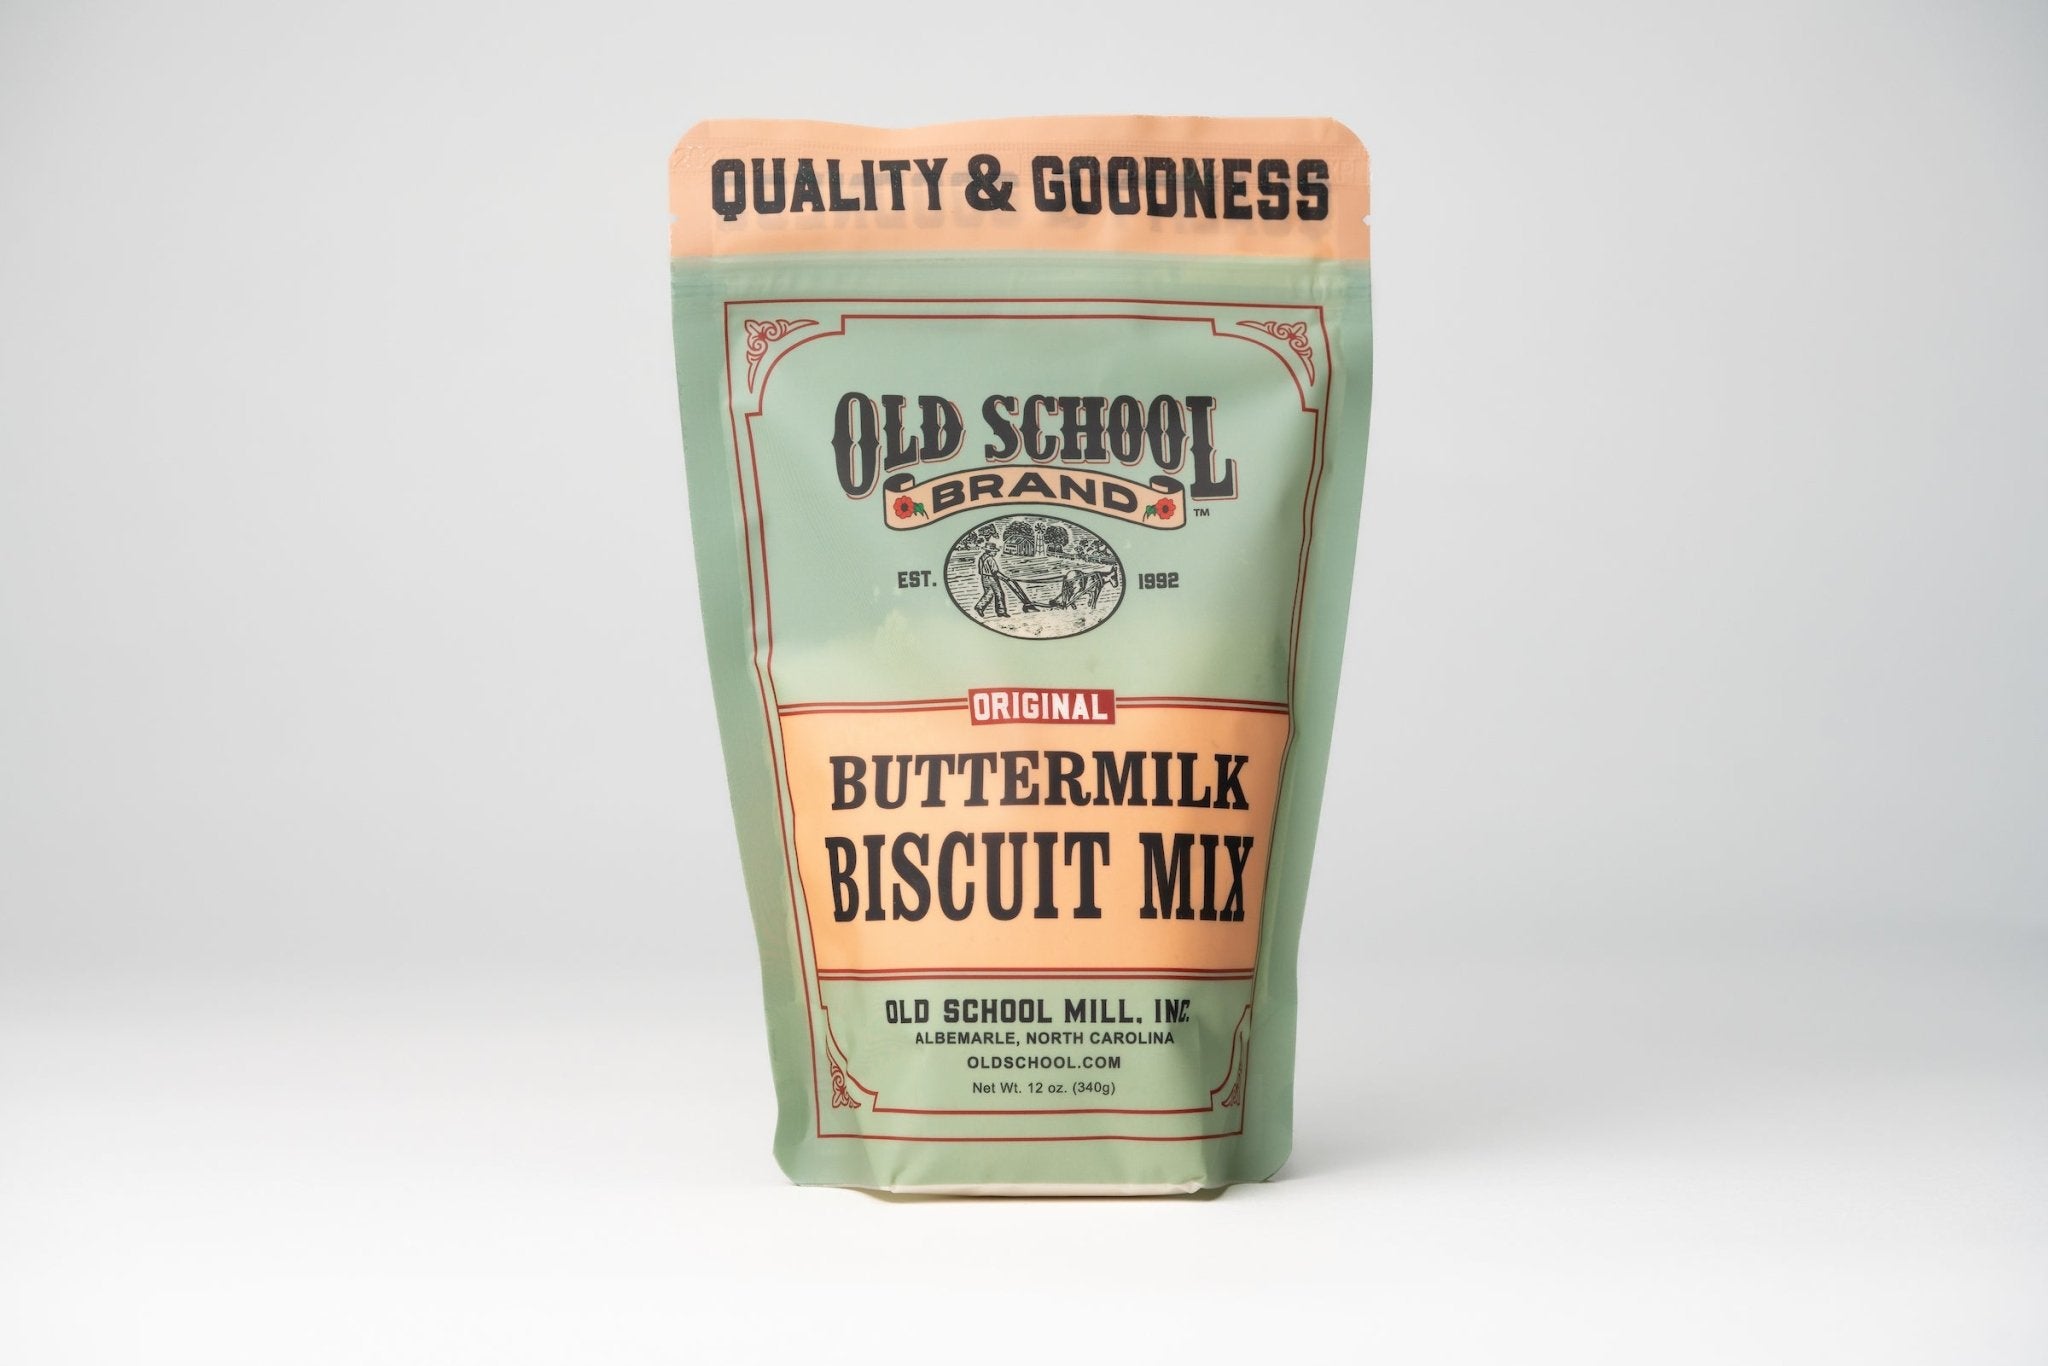 QUALITY & GOODNESS
OLD SCHOOL
BRAND
TM
EST. 1992
ORIGINAL
BUTTERMILK
BISCUIT MIX
OLD SCHOOL MILL, INC.
ALBEMARLE, NORTH CAROLINA
OLDSCHOOL.COM
Net Wt. 12 oz. (340g)